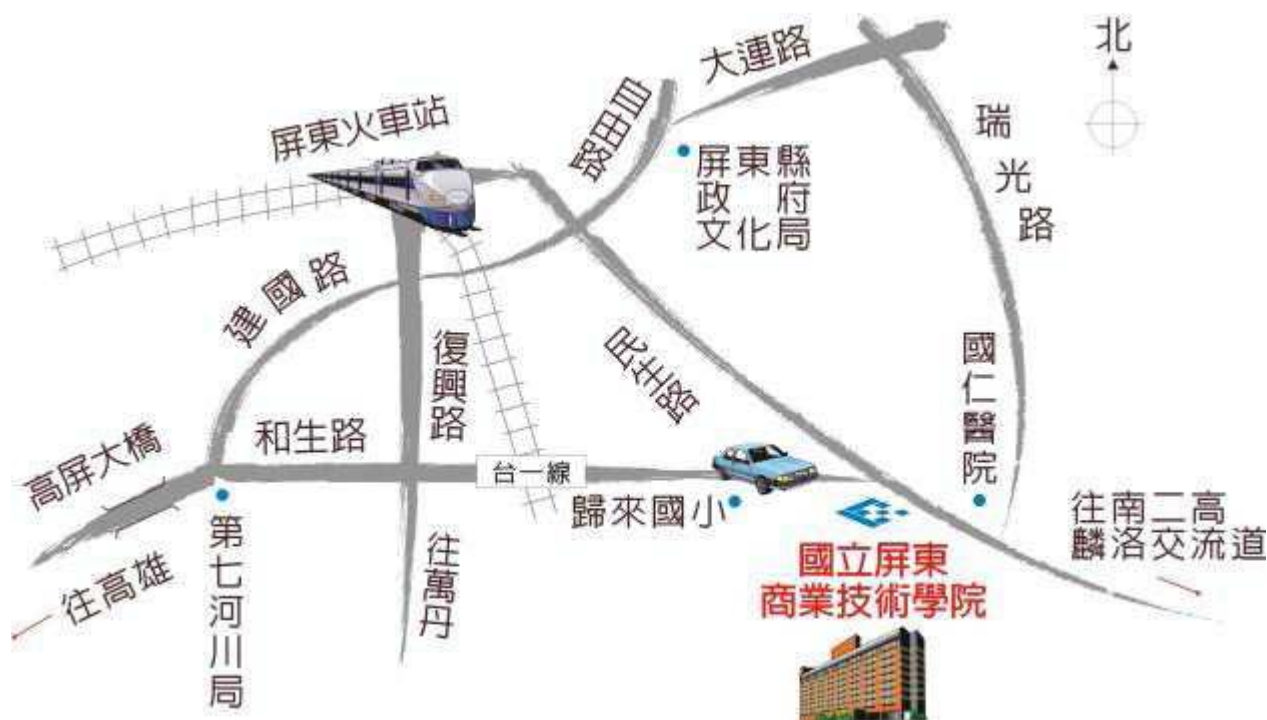 北
大連路
自由路
屏東火車站
瑞光路
屏東縣
政府
文化局
建國路
復興路
民生路
國仁醫院
和生路
高屏大橋
台一線
歸來國小
往南二高
麟洛交流道
第七河川局
往萬丹
往高雄
國立屏東
商業技術學院